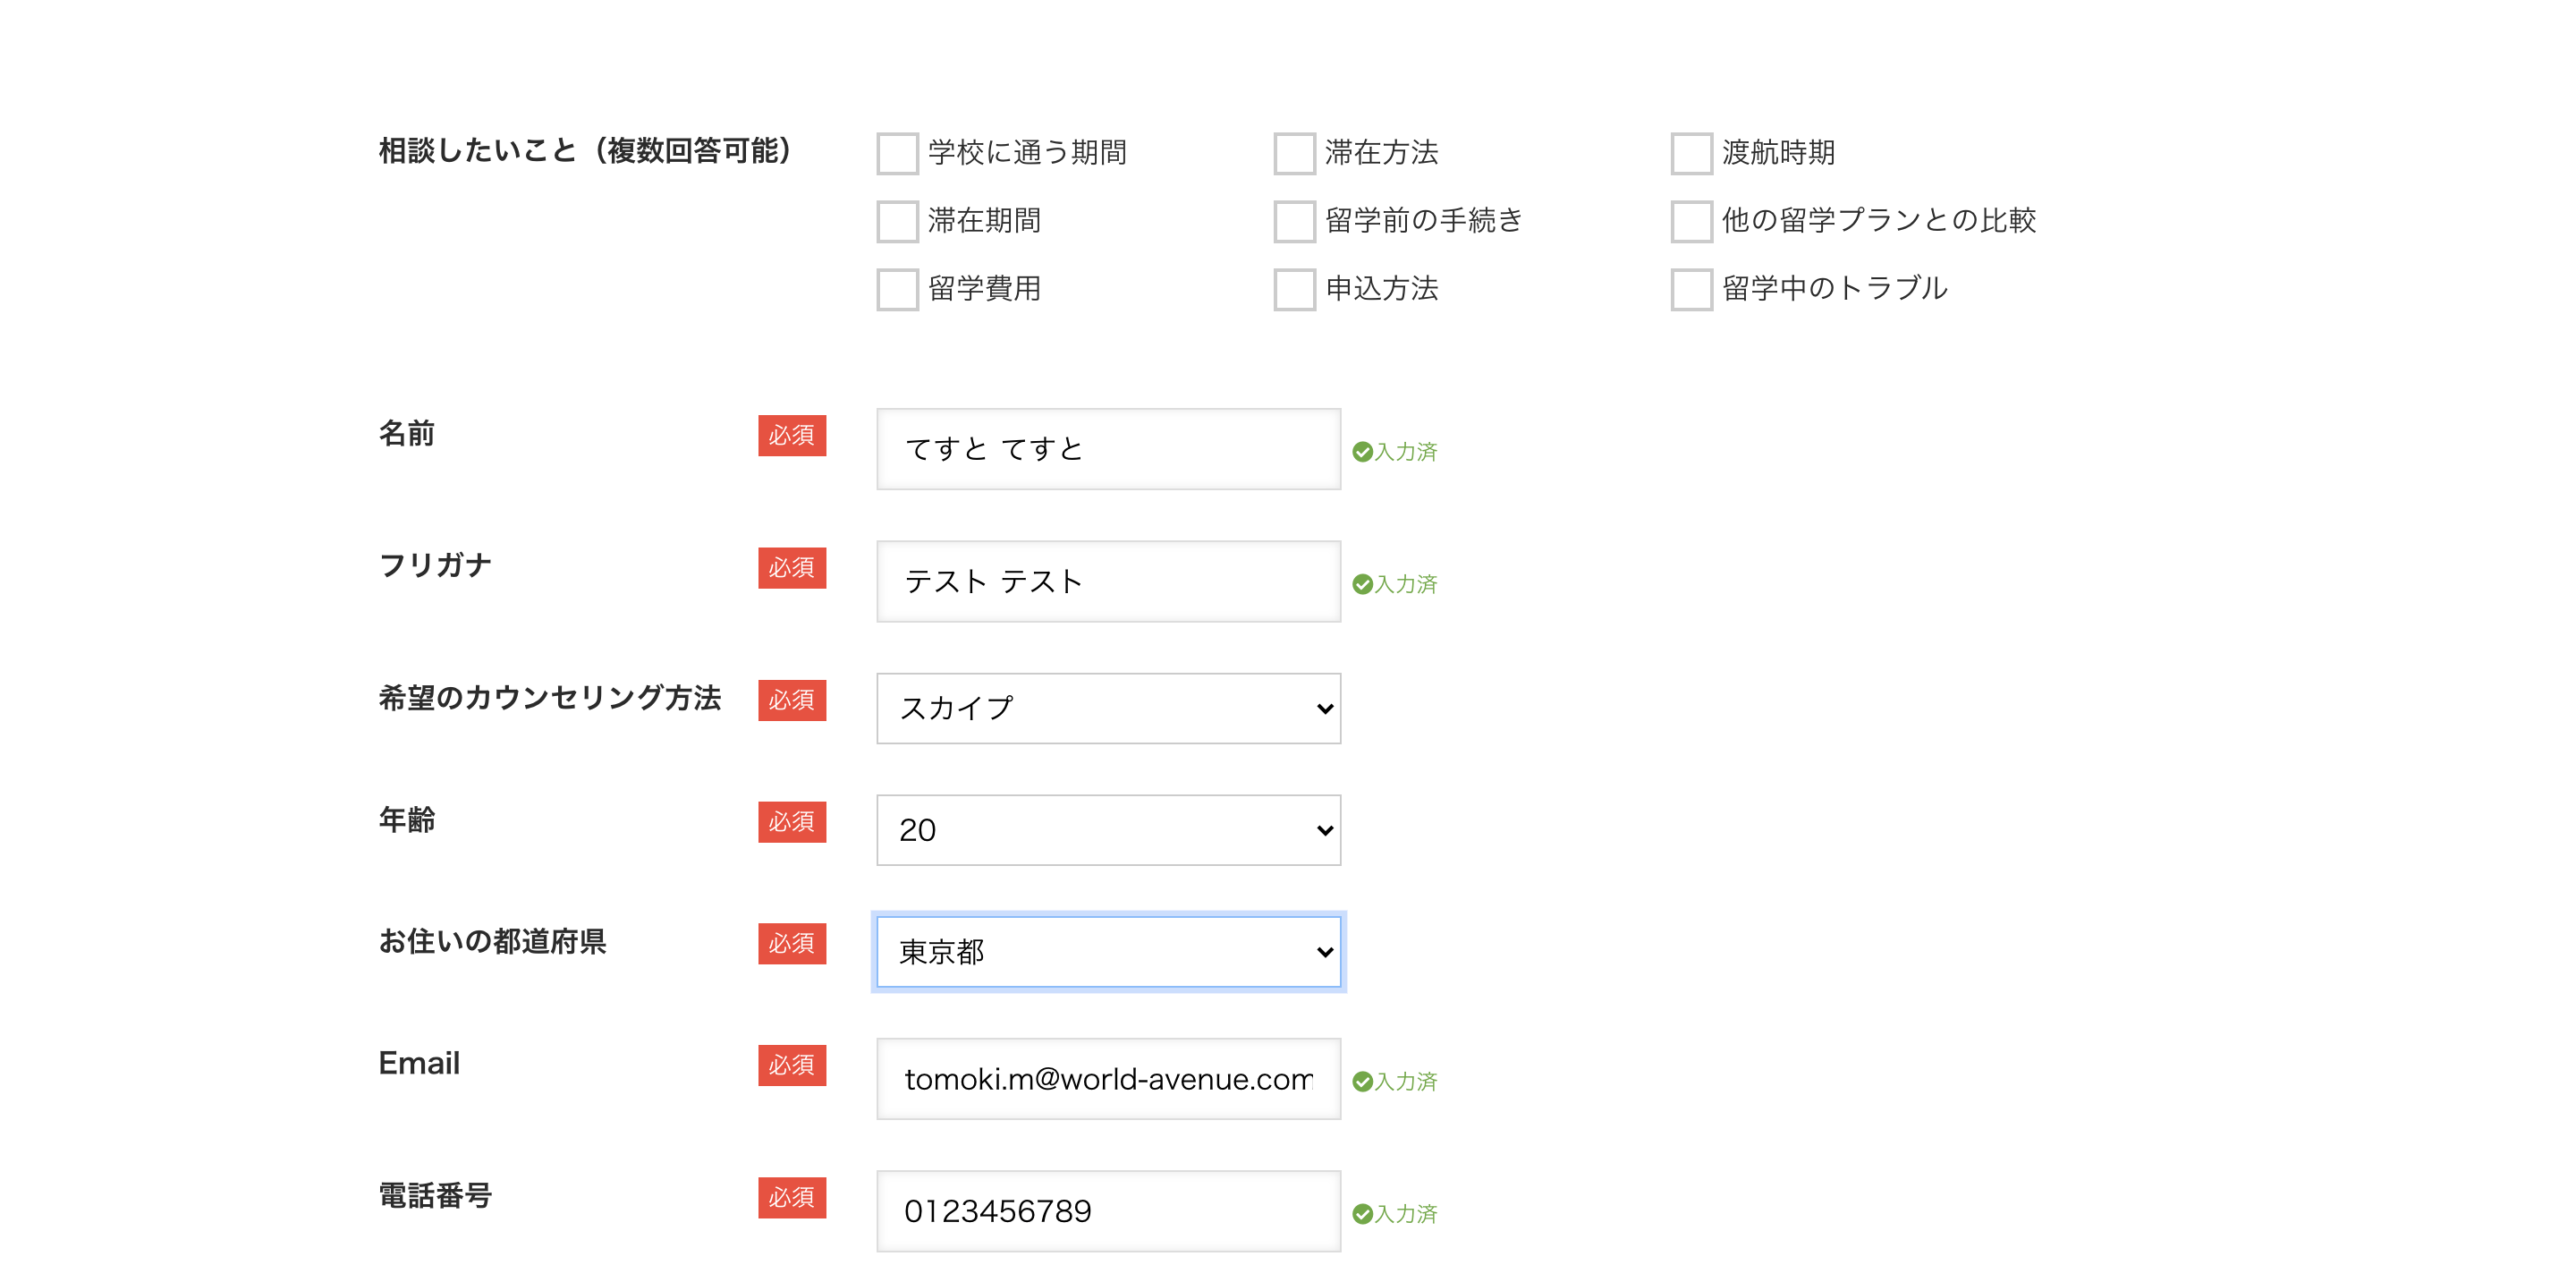 相談したいこと（複数回答可能） 学校に通う期間 滞在方法 渡航時期
滞在期間 留学前の手続き 他の留学プランとの比較
留学費用 申込方法 留学中のトラブル
名前 必須 てすと てすと 入力済
フリガナ 必須 テスト テスト 入力済
希望のカウンセリング方法 必須 スカイプ
年齢 必須 20
お住いの都道府県 必須 東京都
Email 必須 tomoki.m@world-avenue.com 入力済
電話番号 必須 0123456789 入力済